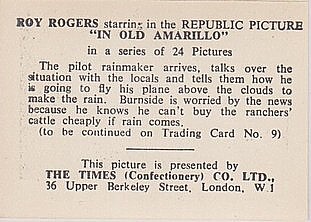 ROY ROGERS starring in the REPUBLIC PICTURE
"IN OLD AMARILLO"
in a series of 24 Pictures
The pilot rainmaker arrives, talks over the
situation with the locals and tells them how he
is going to fly his plane above the clouds to
make the rain. Burnside is worried by the news
because he knows he can't buy the ranchers'
cattle cheaply if rain comes.
(to be continued on Trading Card No. 9)
This picture is presented by
THE TIMES (Confectionery) CO. LTD.,
36 Upper Berkeley Street, London, W.1